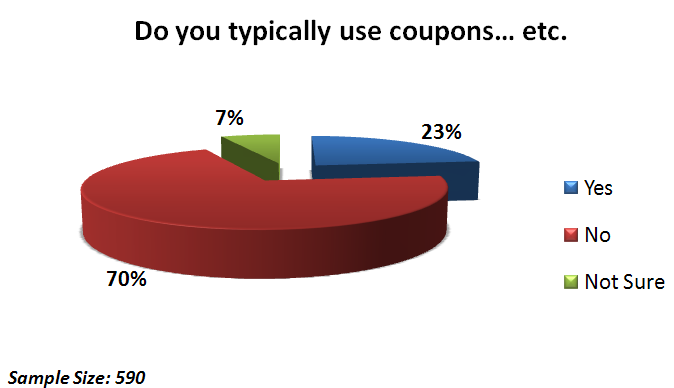 Do you typically use coupons... etc.
7%
23%
Yes
No
70%
Not Sure
Sample Size: 590